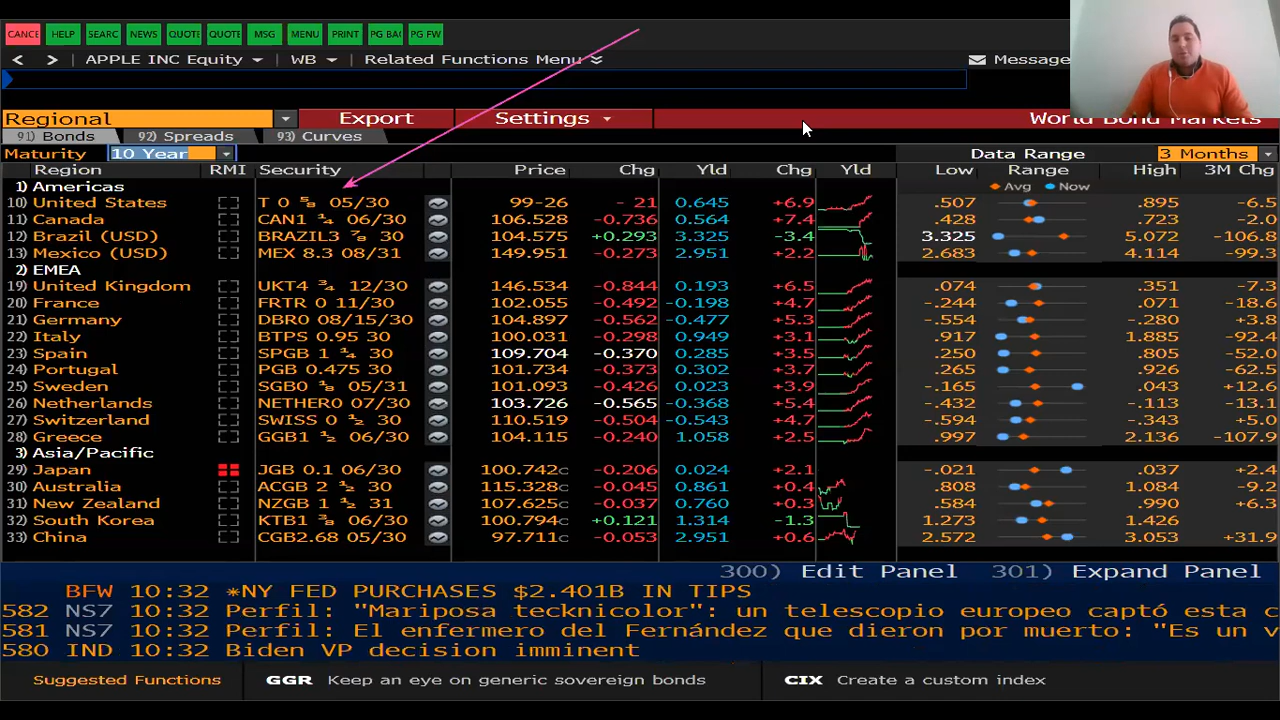 CANC HELP SEARC NEWS QUOTE QUOTE MSG MENU PRINT PG BAC PG FW
< > APPLE INC Equity WB Related Functions Menu Message
Regional Export Settings World Bond Markets
91) Bonds 92) Spreads 93) Curves
Maturity 10 Year Data Range 3 Months
Region RMI Security Price Chg Yld Chg Yld Low Range High 3M Chg
1) Americas Avg Now
10) United States T 0 ⅝ 05/30 99-26 - 21 0.645 +6.9 .507 .895 -6.5
11) Canada CAN1 ¼ 06/30 106.528 -0.736 0.564 +7.4 .428 .723 -2.0
12) Brazil (USD) BRAZIL3 ⅞ 30 104.575 +0.293 3.325 -3.4 3.325 5.072 -106.8
13) Mexico (USD) MEX 8.3 08/31 149.951 -0.273 2.951 +2.2 2.683 4.114 -99.3
2) EMEA
19) United Kingdom UKT4 ¾ 12/30 146.534 -0.844 0.193 +6.5 .074 .351 -7.3
20) France FRTR 0 11/30 102.055 -0.492 -0.198 +4.7 -.244 .071 -18.6
21) Germany DBR0 08/15/30 104.897 -0.562 -0.477 +5.3 -.554 -.280 +3.8
22) Italy BTPS 0.95 30 100.031 -0.298 0.949 +3.1 .917 1.885 -92.4
23) Spain SPGB 1 ¼ 30 109.704 -0.370 0.285 +3.5 .250 .805 -52.0
24) Portugal PGB 0.475 30 101.734 -0.373 0.302 +3.7 .265 .926 -62.5
25) Sweden SGB0 ⅛ 05/31 101.093 -0.426 0.023 +3.9 -.165 .043 +12.6
26) Netherlands NETHER0 07/30 103.726 -0.565 -0.368 +5.4 -.432 -.113 -13.1
27) Switzerland SWISS 0 ½ 30 110.519 -0.504 -0.543 +4.7 -.594 -.343 +5.0
28) Greece GGB1 ½ 06/30 104.115 -0.240 1.058 +2.5 .997 2.136 -107.9
3) Asia/Pacific
29) Japan JGB 0.1 06/30 100.742c -0.206 0.024 +2.1 -.021 .037 +2.4
30) Australia ACGB 2 ½ 30 115.328c -0.045 0.861 +0.4 .808 1.084 -9.2
31) New Zealand NZGB 1 ½ 31 107.625c -0.037 0.760 +0.3 .584 .990 +6.3
32) South Korea KTB1 ⅜ 06/30 100.794c +0.121 1.314 -1.3 1.273 1.426
33) China CGB2.68 05/30 97.711c -0.053 2.951 +0.6 2.572 3.053 +31.9
300) Edit Panel 301) Expand Panel
BFW 10:32 *NY FED PURCHASES $2.401B IN TIPS
582 NS7 10:32 Perfil: "Mariposa tecknicolor": un telescopio europeo captó esta c
581 NS7 10:32 Perfil: El enfermero del Fernández que dieron por muerto: "Es un v
580 IND 10:32 Biden VP decision imminent
Suggested Functions GGR Keep an eye on generic sovereign bonds CIX Create a custom index